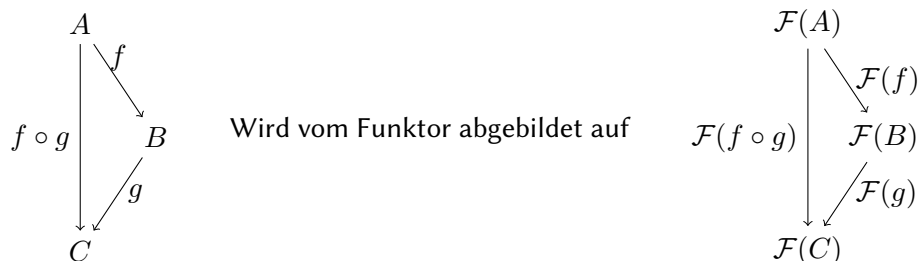 A
f
f ∘ g
B
g
C
Wird vom Funktor abgebildet auf
ℱ(A)
ℱ(f)
ℱ(f ∘ g)
ℱ(B)
ℱ(g)
ℱ(C)